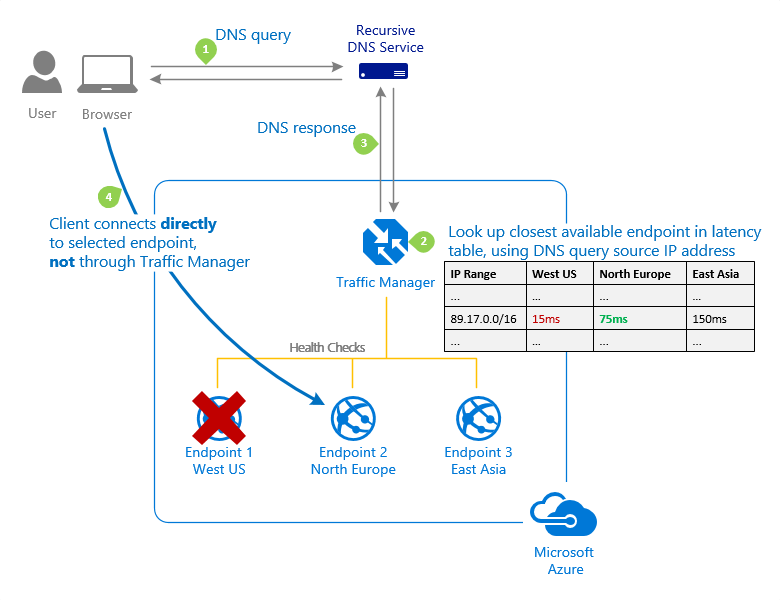 Recursive
DNS Service
1
DNS query
User
Browser
DNS response
3
4
Client connects directly
to selected endpoint,
not through Traffic Manager
2
Look up closest available endpoint in latency
table, using DNS query source IP address
Traffic Manager
IP Range West US North Europe East Asia
... ... ... ...
89.17.0.0/16 15ms 75ms 150ms
... ... ... ...
Health Checks
Endpoint 1
West US
Endpoint 2
North Europe
Endpoint 3
East Asia
Microsoft
Azure